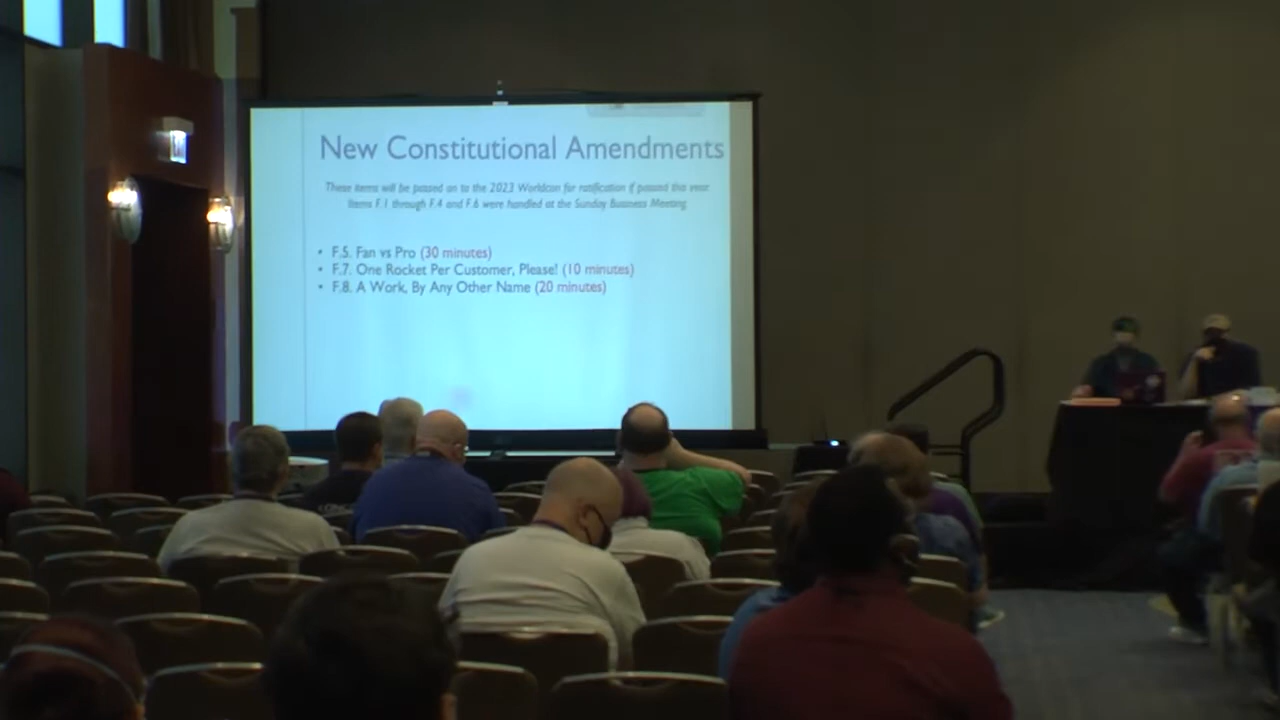 New Constitutional Amendments
These items will be passed on to the 2023 Worldcon for ratification if passed this year.
Items F.1 through F.4 and F.6 were handled at the Sunday Business Meeting.
• F.5. Fan vs Pro (30 minutes)
• F.7. One Rocket Per Customer, Please! (10 minutes)
• F.8. A Work, By Any Other Name (20 minutes)